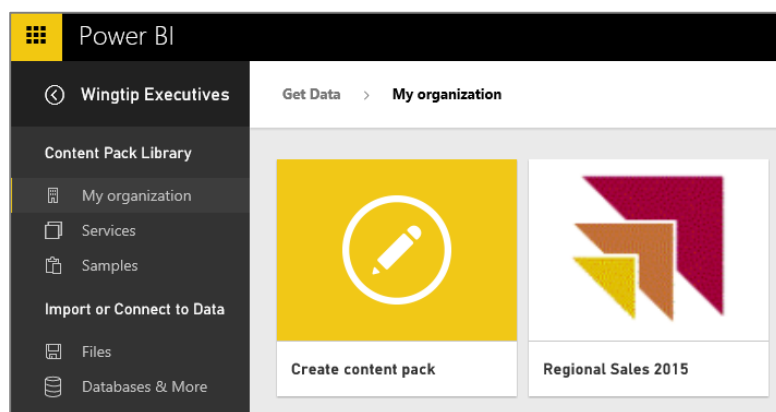 Power BI
Wingtip Executives
Get Data > My organization
Content Pack Library
My organization
Services
Samples
Import or Connect to Data
Files
Databases & More
Create content pack
Regional Sales 2015